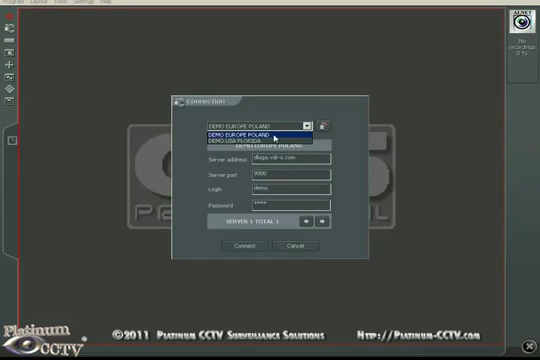 Program Layout Tools Settings Help
ALNET
No
recordings
0 %
Connection
DEMO EUROPE POLAND
DEMO EUROPE POLAND
DEMO USA FLORIDA
DEMO EUROPE POLAND
Server address dluga.vdr-s.com
Server port 9000
Login demo
Password ****
SERVER 1 TOTAL 1
Connect Cancel
Platinum
CCTV
©2011 Platinum CCTV Surveillance Solutions Http://Platinum-CCTV.com